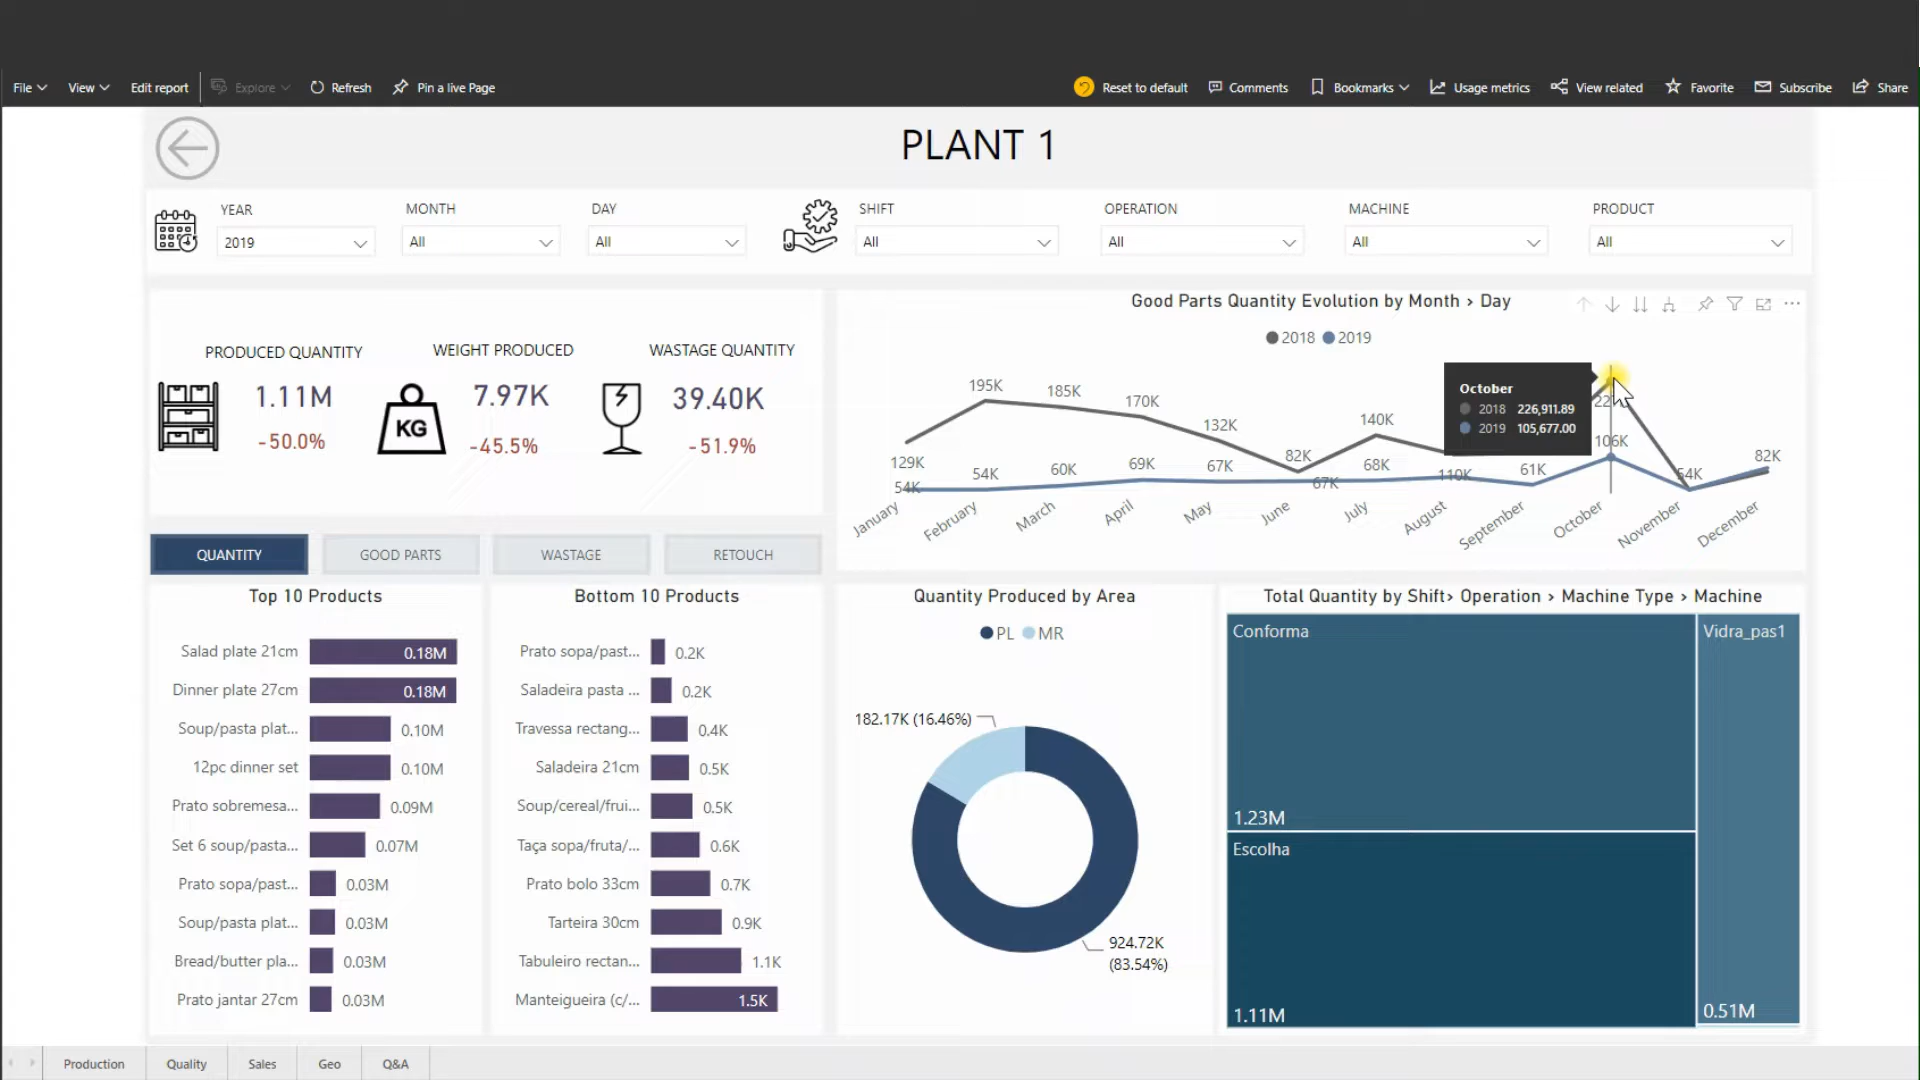 File
View
Edit report
Explore
Refresh
Pin a live Page
Reset to default
Comments
Bookmarks
Usage metrics
View related
Favorite
Subscribe
Share
PLANT 1
YEAR
2019
MONTH
All
DAY
All
SHIFT
All
OPERATION
All
MACHINE
All
PRODUCT
All
PRODUCED QUANTITY
1.11M
-50.0%
WEIGHT PRODUCED
KG
7.97K
-45.5%
WASTAGE QUANTITY
39.40K
-51.9%
Good Parts Quantity Evolution by Month > Day
2018 2019
129K 195K 185K 170K 132K 82K 140K 110K
54K 54K 60K 69K 67K 67K 68K 61K 106K 54K 82K
October
2018 226,911.89
2019 105,677.00
January February March April May June July August September October November December
QUANTITY
GOOD PARTS
WASTAGE
RETOUCH
Top 10 Products
Salad plate 21cm 0.18M
Dinner plate 27cm 0.18M
Soup/pasta plat... 0.10M
12pc dinner set 0.10M
Prato sobremesa... 0.09M
Set 6 soup/pasta... 0.07M
Prato sopa/past... 0.03M
Soup/pasta plat... 0.03M
Bread/butter pla... 0.03M
Prato jantar 27cm 0.03M
Bottom 10 Products
Prato sopa/past... 0.2K
Saladeira pasta ... 0.2K
Travessa rectang... 0.4K
Saladeira 21cm 0.5K
Soup/cereal/frui... 0.5K
Taça sopa/fruta/... 0.6K
Prato bolo 33cm 0.7K
Tarteira 30cm 0.9K
Tabuleiro rectan... 1.1K
Manteigueira (c/... 1.5K
Quantity Produced by Area
PL MR
182.17K (16.46%)
924.72K
(83.54%)
Total Quantity by Shift> Operation > Machine Type > Machine
Conforma
1.23M
Escolha
1.11M
Vidra_pas1
0.51M
Production
Quality
Sales
Geo
Q&A